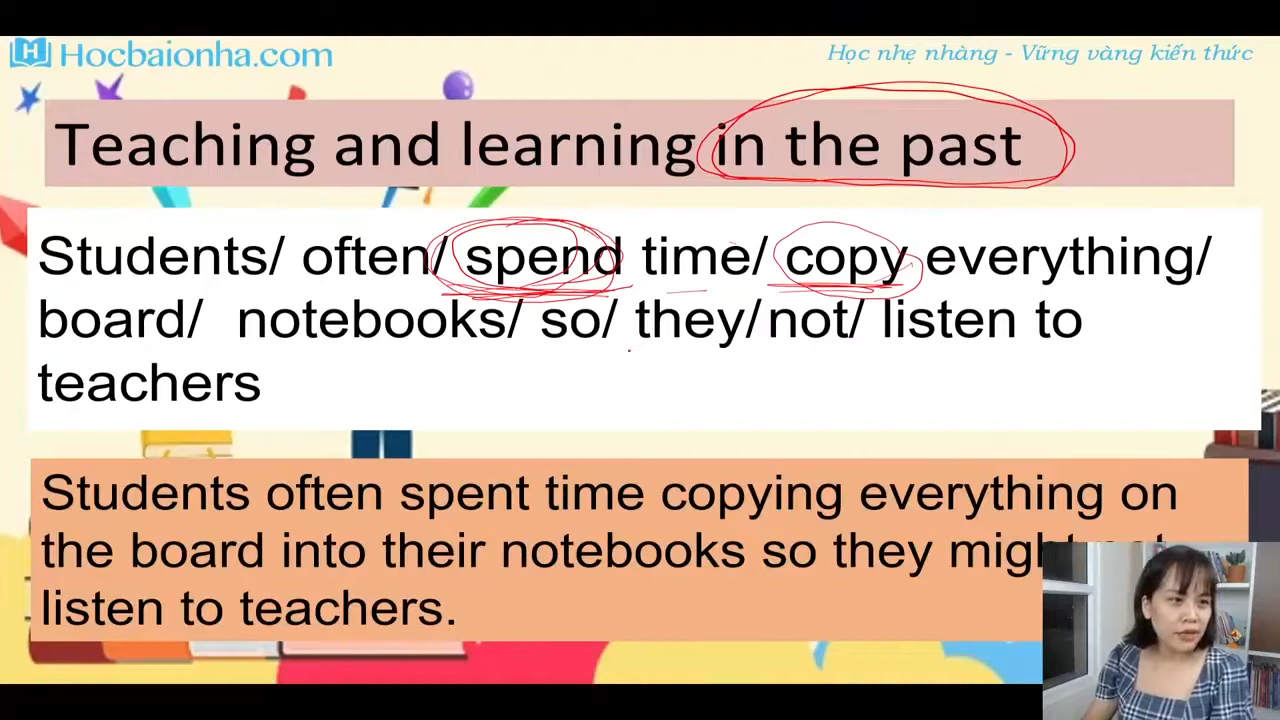 Hocbaionha.com
Học nhẹ nhàng - Vững vàng kiến thức
Teaching and learning in the past
Students/ often/ spend time/ copy everything/
board/ notebooks/ so/ they/ not/ listen to
teachers
Students often spent time copying everything on
the board into their notebooks so they might
listen to teachers.